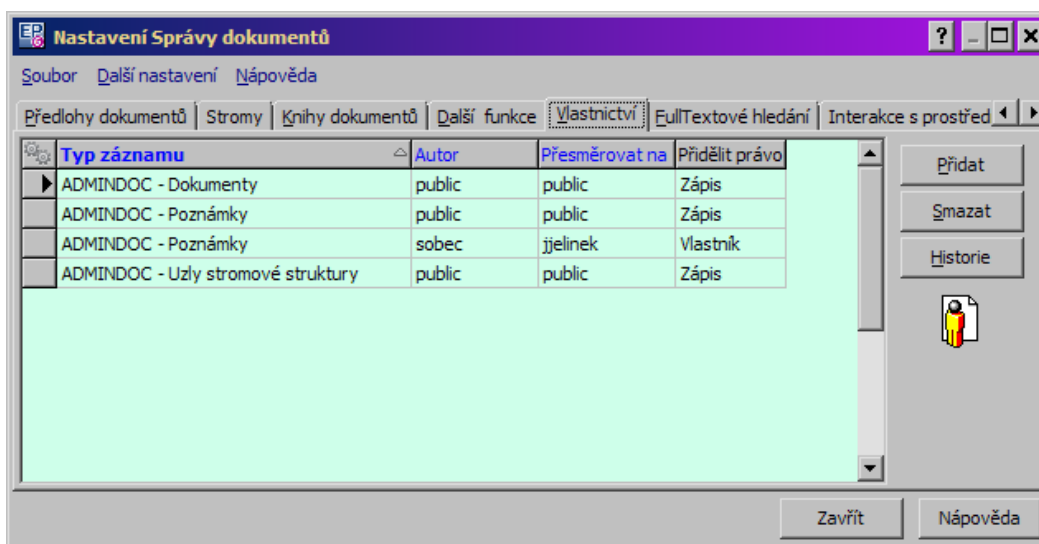 Nastavení Správy dokumentů
Soubor Další nastavení Nápověda
Předlohy dokumentů Stromy Knihy dokumentů Další funkce Vlastnictví FullTextové hledání Interakce s prostřed
Typ záznamu Autor Přesměrovat na Přidělit právo
ADMINDOC - Dokumenty public public Zápis
ADMINDOC - Poznámky public public Zápis
ADMINDOC - Poznámky sobec jjelinek Vlastník
ADMINDOC - Uzly stromové struktury public public Zápis
Přidat
Smazat
Historie
Zavřít Nápověda